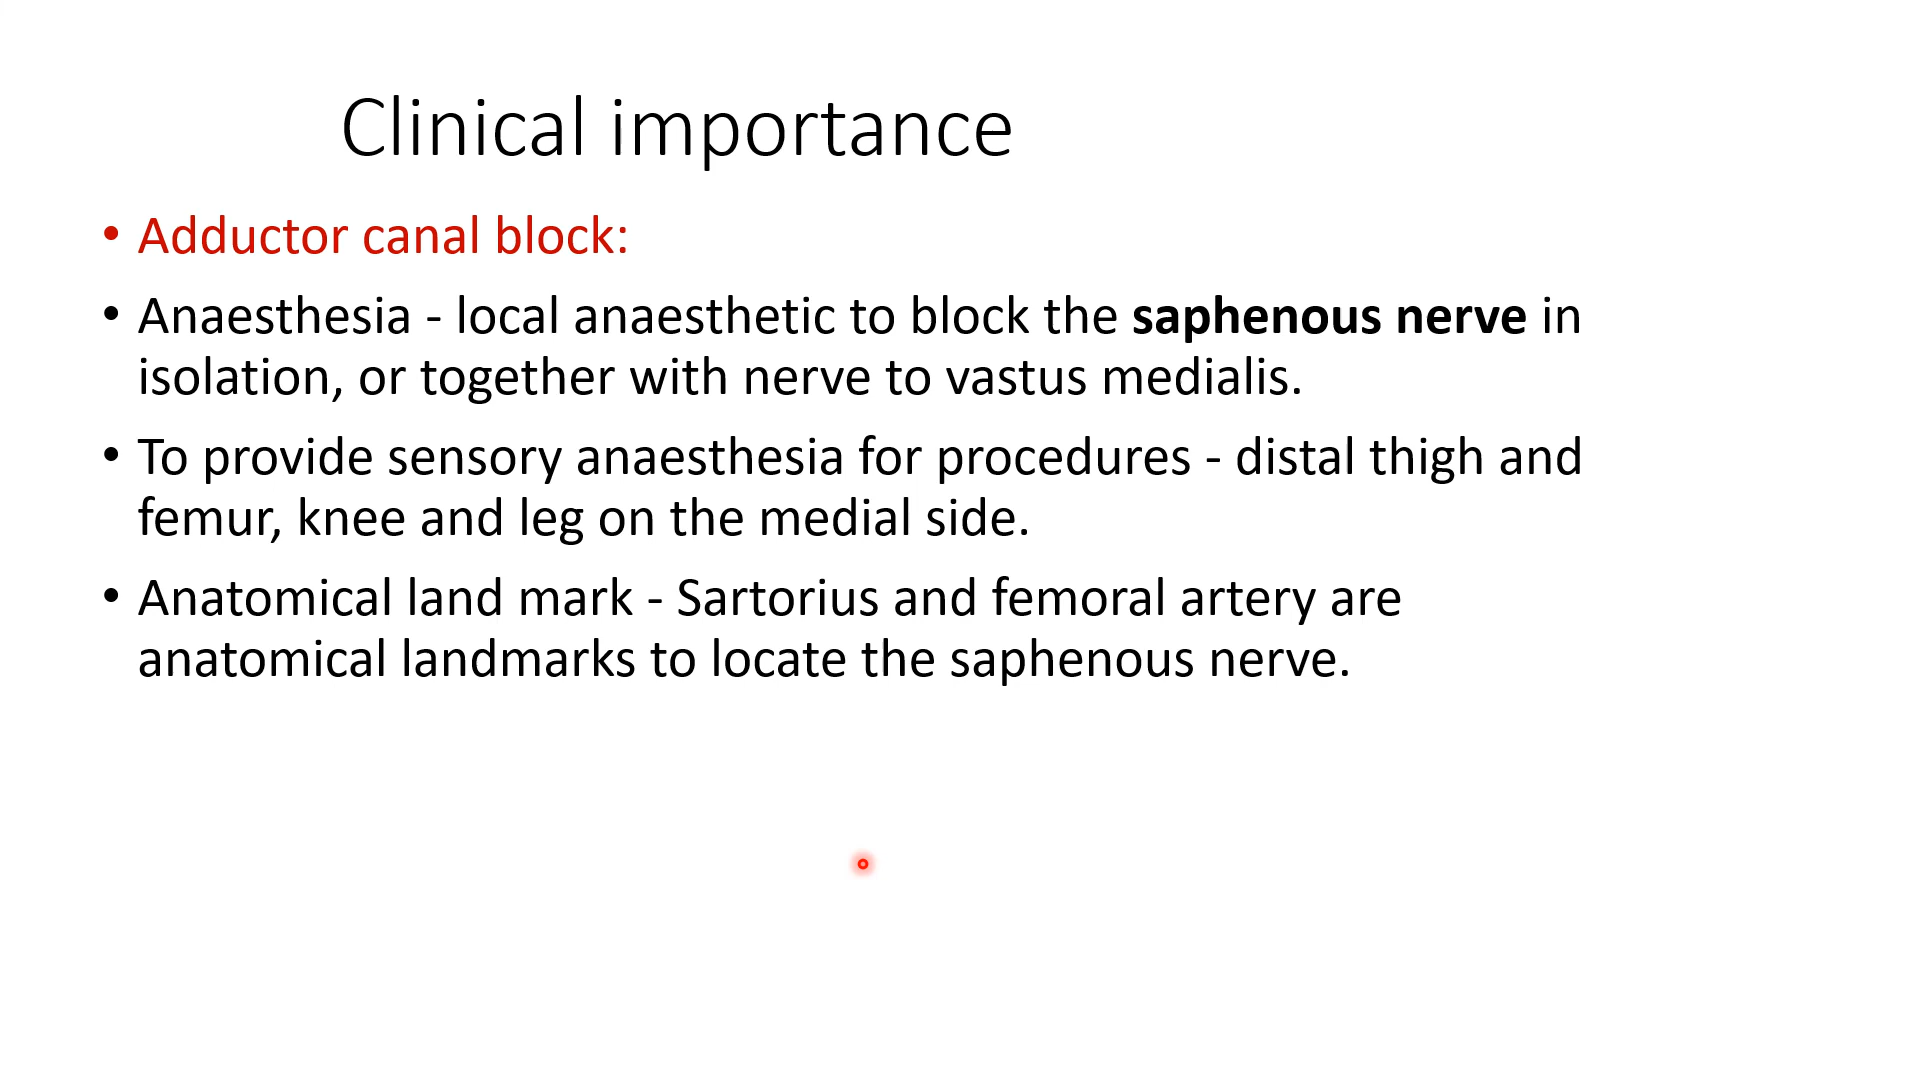 Clinical importance
• Adductor canal block:
• Anaesthesia - local anaesthetic to block the saphenous nerve in
isolation, or together with nerve to vastus medialis.
• To provide sensory anaesthesia for procedures - distal thigh and
femur, knee and leg on the medial side.
• Anatomical land mark - Sartorius and femoral artery are
anatomical landmarks to locate the saphenous nerve.